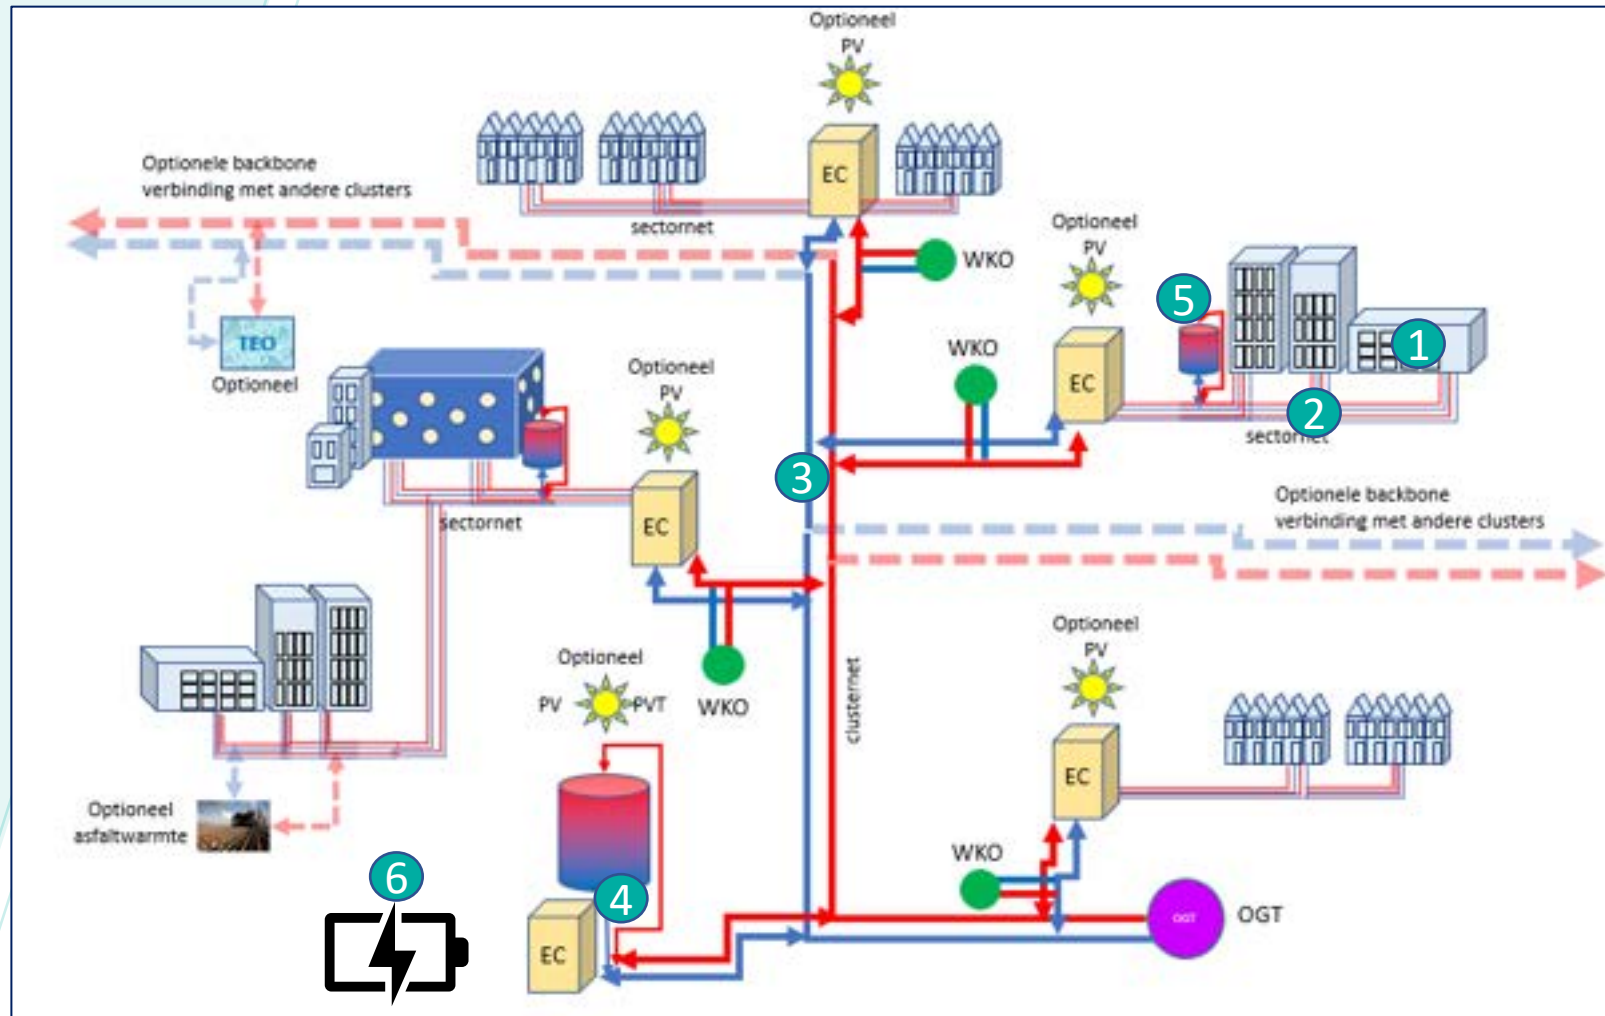 Optioneel
PV
EC
Optionele backbone
verbinding met andere clusters
sectornet
WKO
Optioneel
PV
5
1
TEO
Optioneel
WKO
EC
2
sectornet
Optioneel
PV
3
EC
sectornet
Optionele backbone
verbinding met andere clusters
Optioneel
PV
PVT
WKO
clusternet
Optioneel
PV
EC
Optioneel
asfaltwarmte
WKO
6
4
EC
OGT
OGT